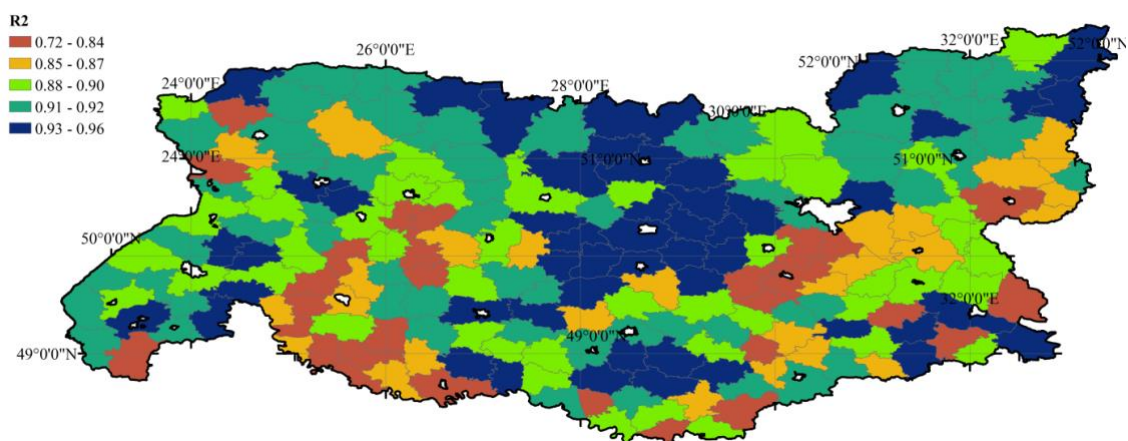 R2
0.72 - 0.84
0.85 - 0.87
0.88 - 0.90
0.91 - 0.92
0.93 - 0.96
26°0'0"E
32°0'0"E
52°0'0"N
52°0'0"N
24°0'0"E
28°0'0"E
30°0'0"E
24°0'0"E
51°0'0"N
51°0'0"N
50°0'0"N
32°0'0"E
49°0'0"N
49°0'0"N